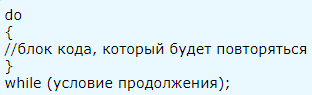 do
{
//блок кода, который будет повторяться
}
while (условие продолжения);